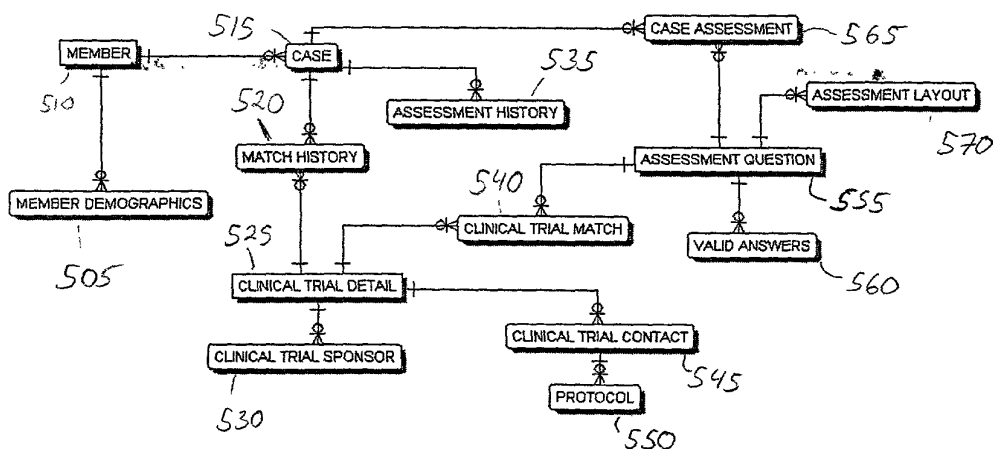 515
CASE ASSESSMENT
565
MEMBER
CASE
535
510
520
ASSESSMENT HISTORY
ASSESSMENT LAYOUT
570
MATCH HISTORY
540
ASSESSMENT QUESTION
555
MEMBER DEMOGRAPHICS
505
525
CLINICAL TRIAL MATCH
VALID ANSWERS
560
CLINICAL TRIAL DETAIL
CLINICAL TRIAL CONTACT
545
CLINICAL TRIAL SPONSOR
530
PROTOCOL
550